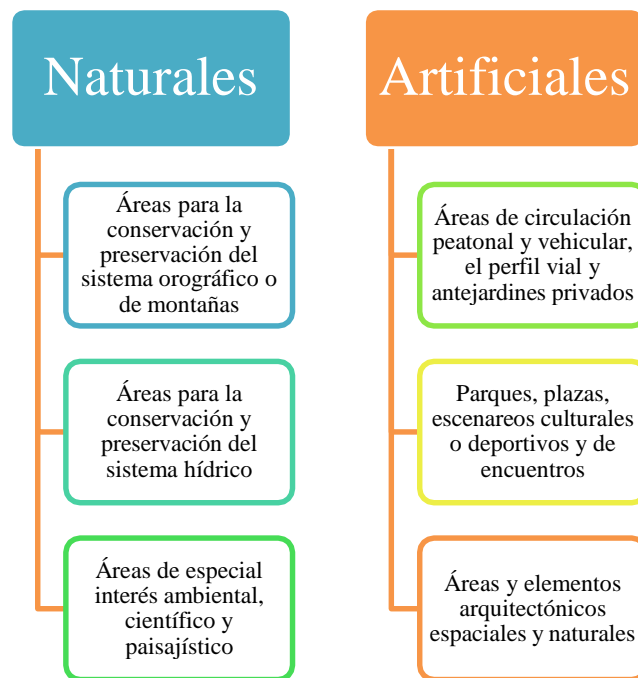 Naturales
Áreas para la
conservación y
preservación del
sistema orográfico o
de montañas
Áreas para la
conservación y
preservación del
sistema hídrico
Áreas de especial
interés ambiental,
científico y
paisajístico
Artificiales
Áreas de circulación
peatonal y vehicular,
el perfil vial y
antejardines privados
Parques, plazas,
escenareos culturales
o deportivos y de
encuentros
Áreas y elementos
arquitectónicos
espaciales y naturales